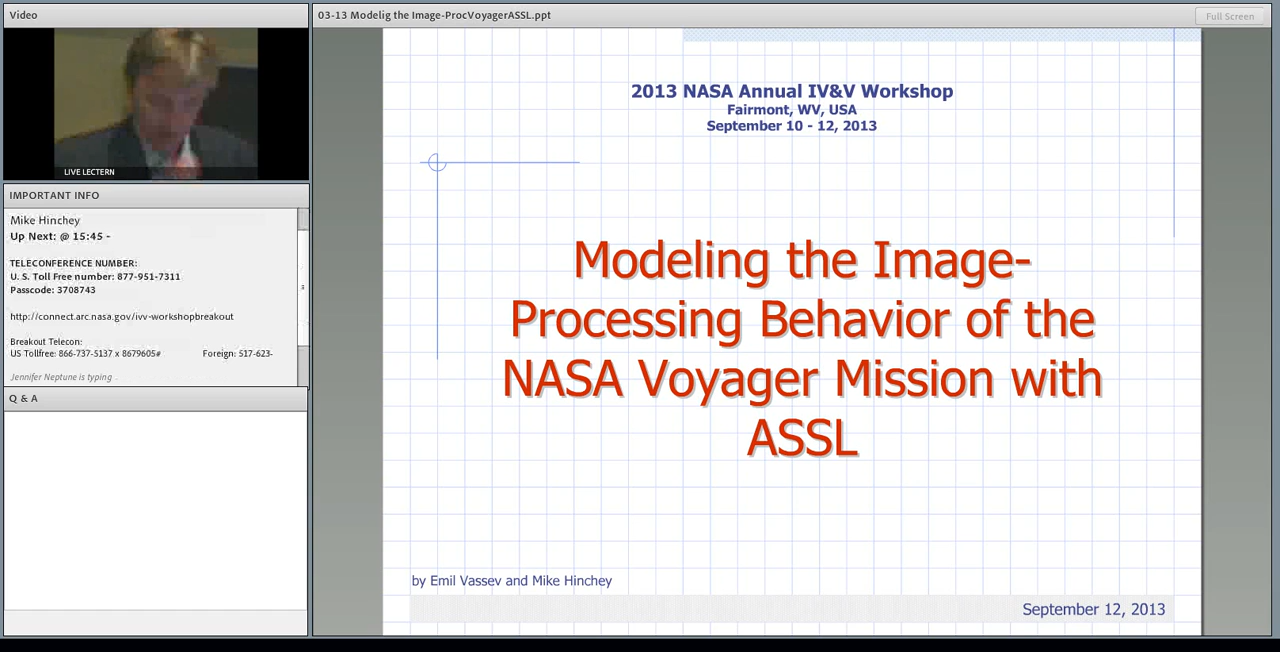 Video
LIVE LECTERN
IMPORTANT INFO
Mike Hinchey
Up Next: @ 15:45 -
TELECONFERENCE NUMBER:
U. S. Toll Free number: 877-951-7311
Passcode: 3708743
http://connect.arc.nasa.gov/ivv-workshopbreakout
Breakout Telecon:
US Tollfree: 866-737-5137 x 8679605# Foreign: 517-623-
Jennifer Neptune is typing .
Q & A
03-13 Modelig the Image-ProcVoyagerASSL.ppt
Full Screen
2013 NASA Annual IV&V Workshop
Fairmont, WV, USA
September 10 - 12, 2013
Modeling the Image-
Processing Behavior of the
NASA Voyager Mission with
ASSL
by Emil Vassev and Mike Hinchey
September 12, 2013